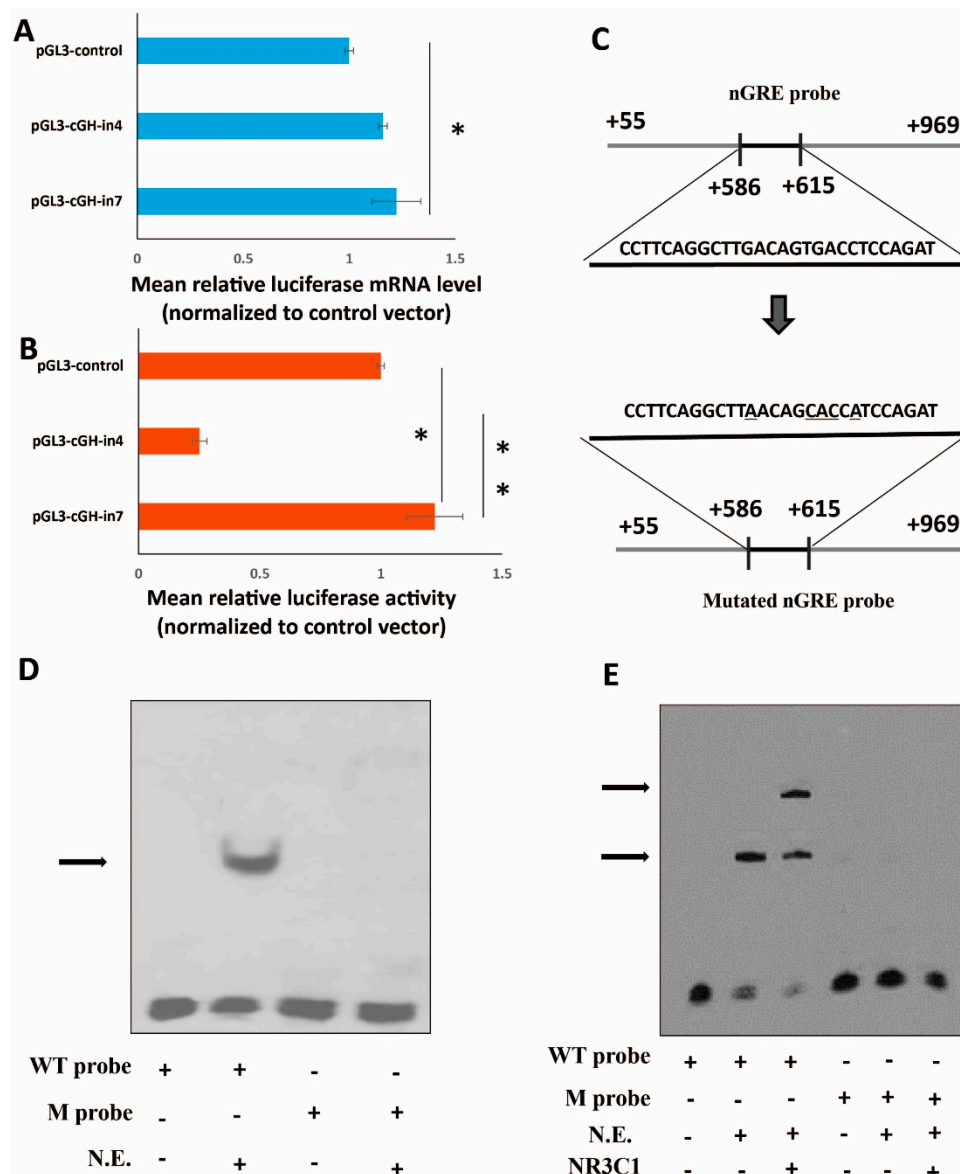 A
pGL3-control
pGL3-cGH-in4
*
pGL3-cGH-in7
0 0.5 1 1.5
Mean relative luciferase mRNA level
(normalized to control vector)
B
pGL3-control
pGL3-cGH-in4
* *
*
pGL3-cGH-in7
0 0.5 1 1.5
Mean relative luciferase activity
(normalized to control vector)
C
nGRE probe
+55 +969
+586 +615
CCTTCAGGCTTGACAGTGACCTCCAGAT
CCTTCAGGCTTAACAGCACCATCCAGAT
+586 +615
+55 +969
Mutated nGRE probe
D
WT probe + + - -
M probe - - + +
N.E. - + - +
E
WT probe + + + - - -
M probe - - - + + +
N.E. - + + - + +
NR3C1 - - + - - +